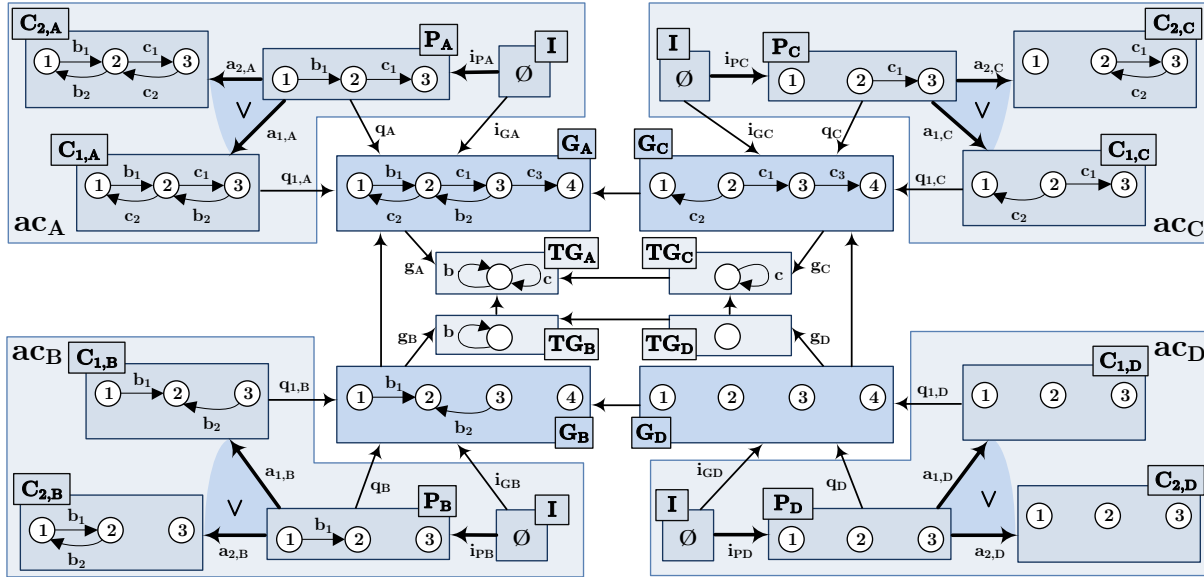 C2,A
1 b1 2 c1 3
b2 c2
a2,A
PA
1 b1 2 c1 3
iPA
I
Ø
∨
a1,A
qA
iGA
C1,A
1 b1 2 c1 3
c2 b2
q1,A
acA
GA
1 b1 2 c1 3 c3 4
c2 b2
I
Ø
iPC
PC
1 2 c1 3
a2,C
C2,C
1 2 c1 3
c2
∨
a1,C
iGC
qC
GC
1 2 c1 3 c3 4
c2
q1,C
C1,C
1 2 c1 3
c2
acC
gA
TGA
b c
TGC
c
gC
gB
b
TGB
TGD
gD
acB
C1,B
1 b1 2 3
b2
q1,B
1 b1 2 3 4
b2
GB
1 2 3 4
GD
q1,D
C1,D
1 2 3
acD
C2,B
1 b1 2 3
b2
∨
a1,B
a2,B
qB
iGB
PB
1 b1 2 3
iPB
I
Ø
I
Ø
iGD
iPD
qD
PD
1 2 3
a1,D
∨
a2,D
C2,D
1 2 3